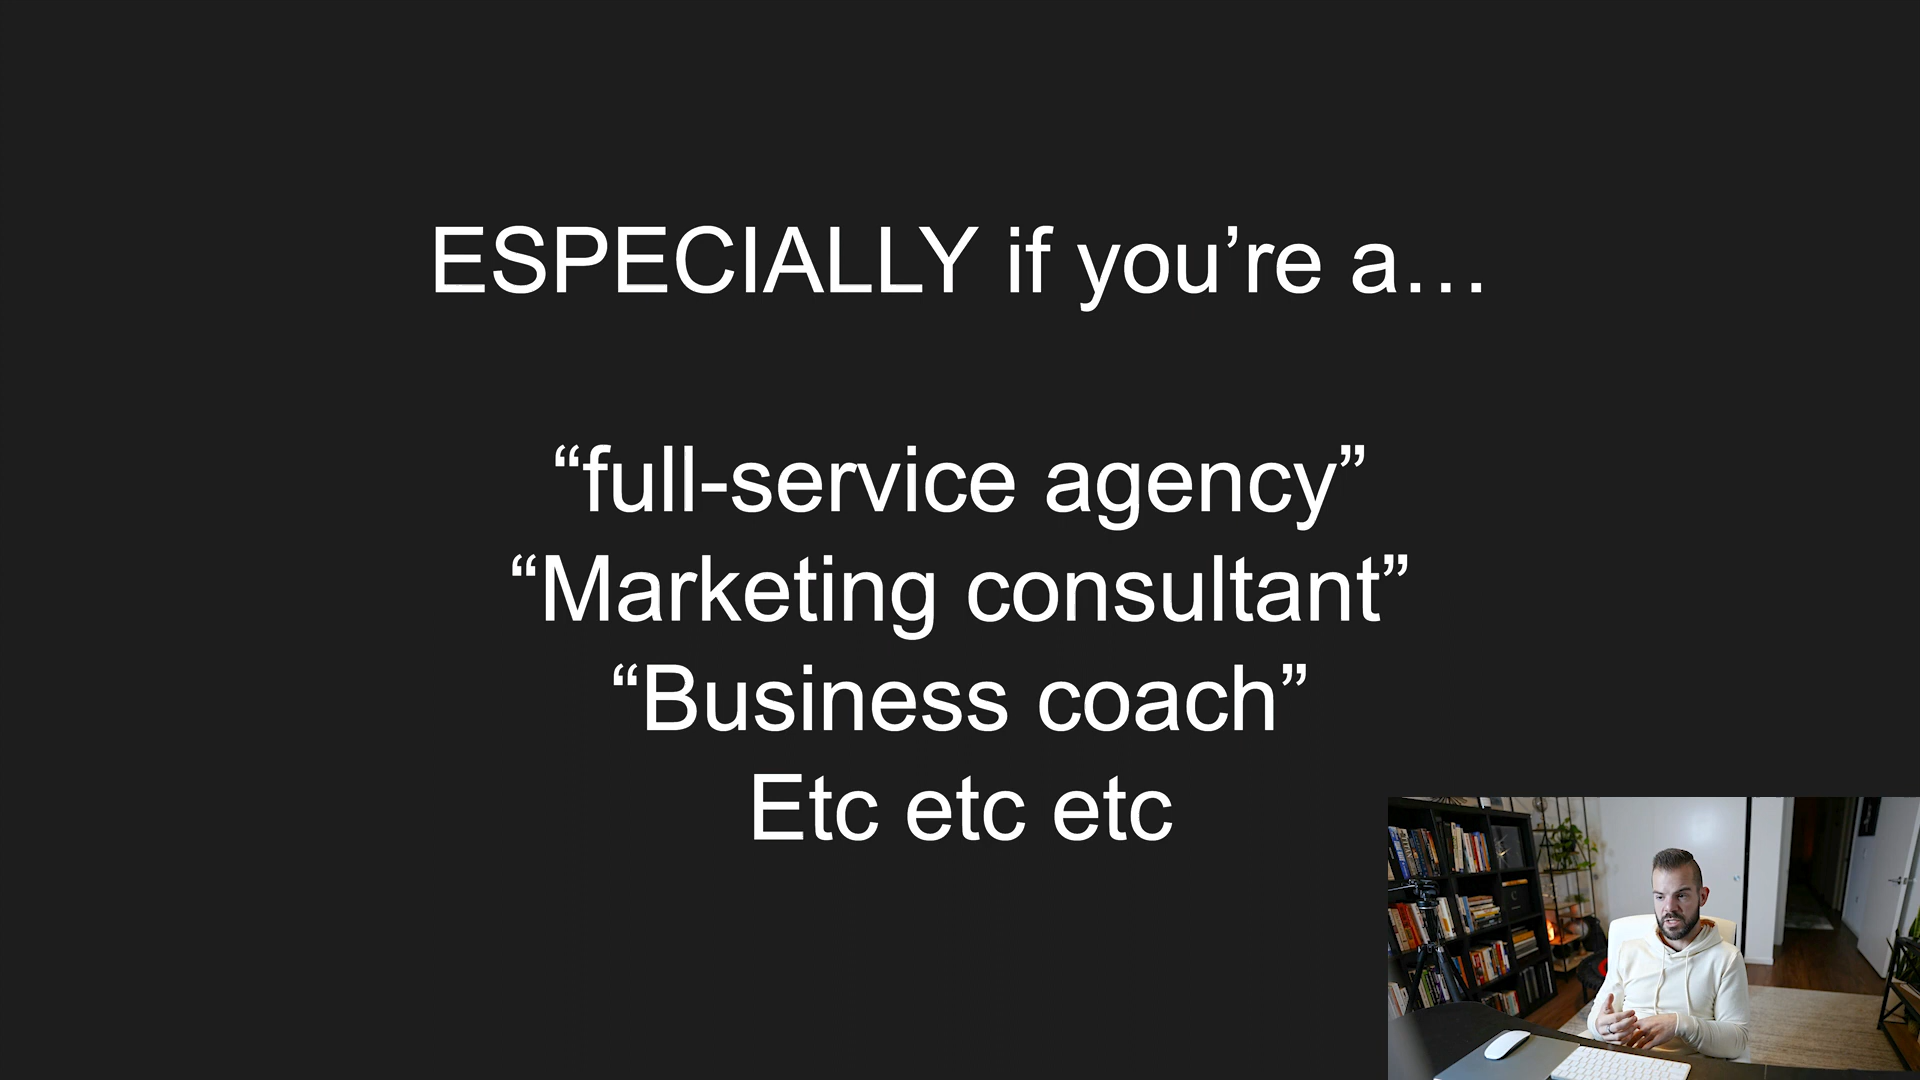 ESPECIALLY if you’re a…
“full-service agency”
“Marketing consultant”
“Business coach”
Etc etc etc